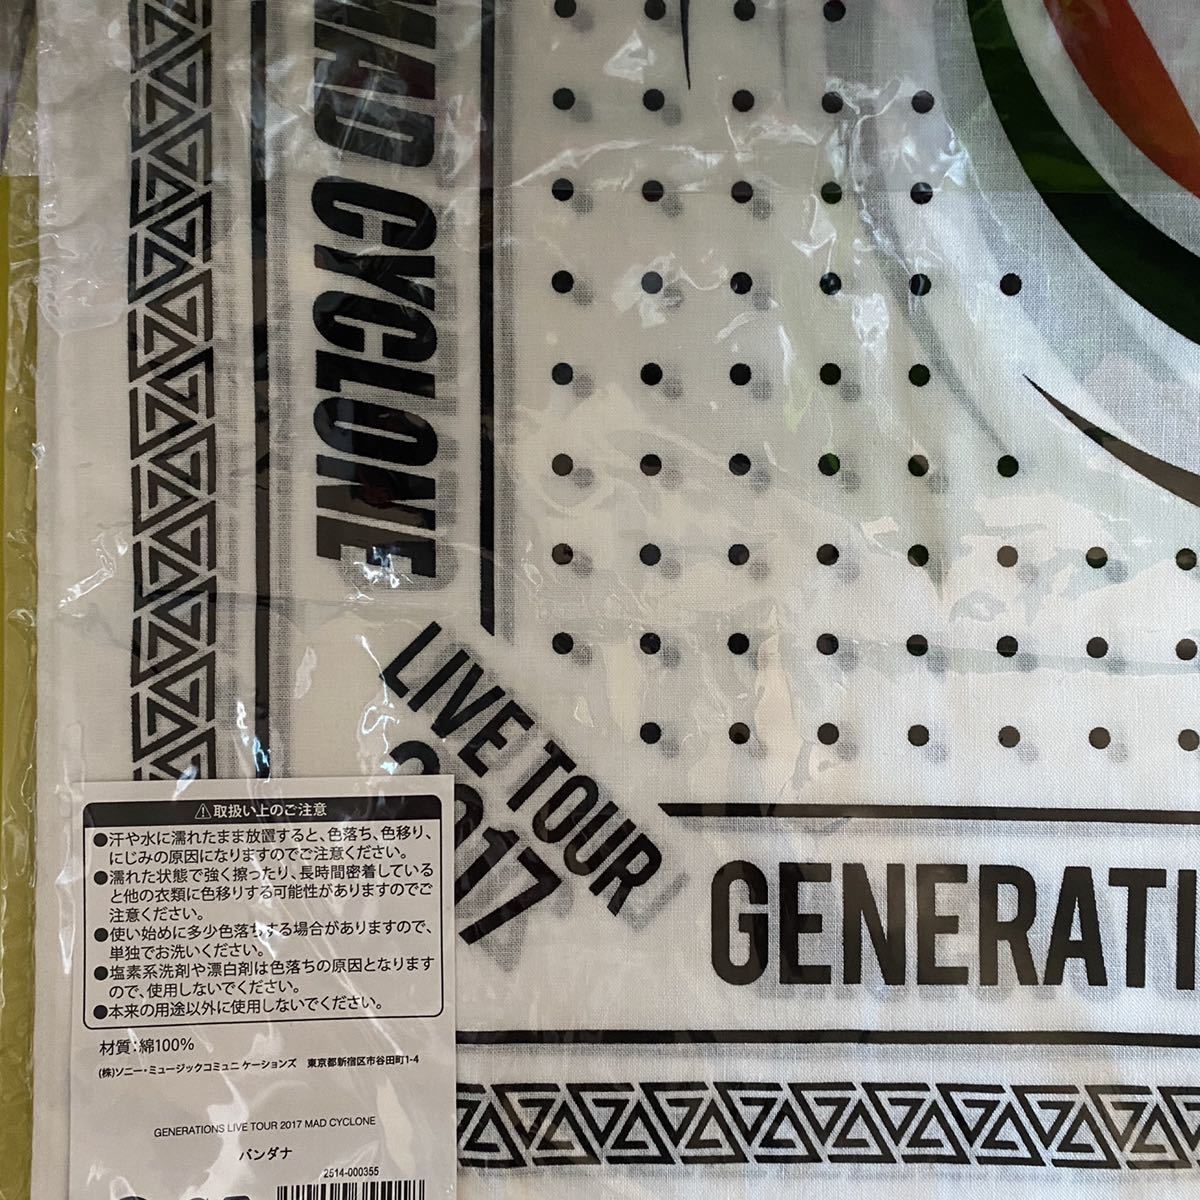 CYCLONE
LIVE TOUR
2017
GENERATI
⚠取扱い上のご注意
●汗や水に濡れたまま放置すると、色落ち、色移り、
にじみの原因になりますのでご注意ください。
●濡れた状態で強く擦ったり、長時間密着している
と他の衣類に色移りする可能性がありますのでご
注意ください。
●使い始めに多少色落ちする場合がありますので、
単独でお洗いください。
●塩素系洗剤や漂白剤は色落ちの原因となります
ので、使用しないでください。
●本来の用途以外に使用しないでください。
材質：綿100%
(株)ソニー・ミュージックコミュニケーションズ 東京都新宿区市谷田町1-4
GENERATIONS LIVE TOUR 2017 MAD CYCLONE
バンダナ
2514-000355